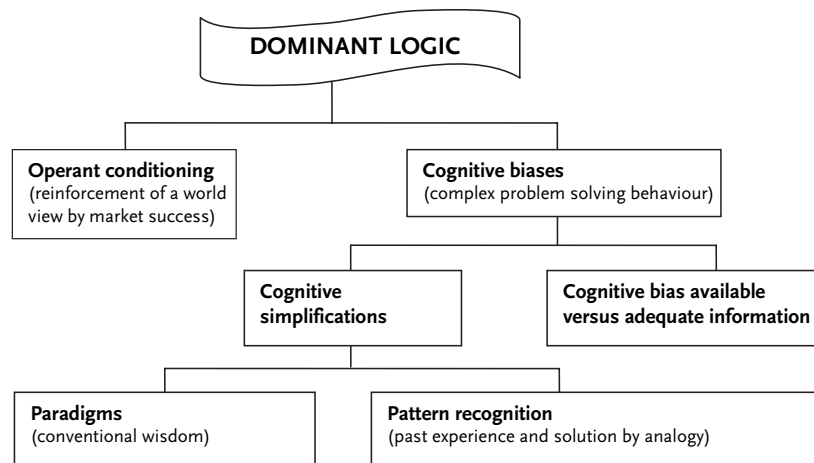 DOMINANT LOGIC
Operant conditioning
(reinforcement of a world
view by market success)
Cognitive biases
(complex problem solving behaviour)
Cognitive
simplifications
Cognitive bias available
versus adequate information
Paradigms
(conventional wisdom)
Pattern recognition
(past experience and solution by analogy)